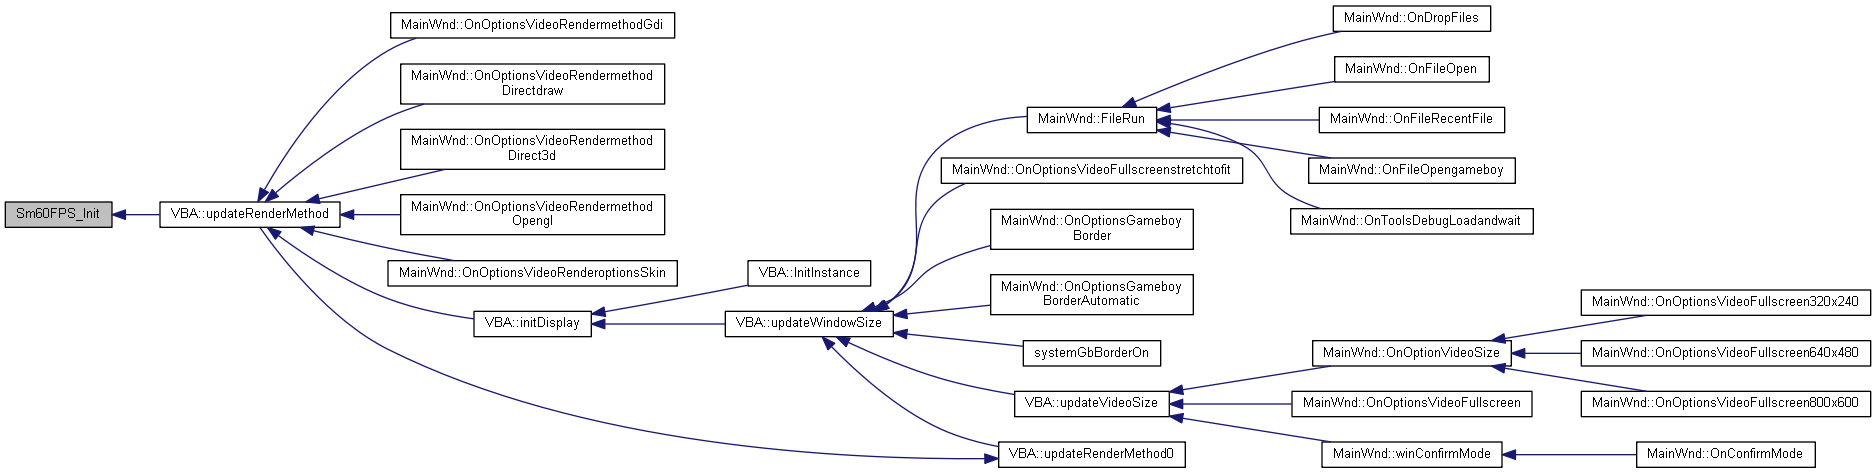 Sm60FPS_Init
VBA::updateRenderMethod
MainWnd::OnOptionsVideoRendermethodGdi
MainWnd::OnOptionsVideoRendermethod
Directdraw
MainWnd::OnOptionsVideoRendermethod
Direct3d
MainWnd::OnOptionsVideoRendermethod
Opengl
MainWnd::OnOptionsVideoRenderoptionsSkin
VBA::initDisplay
VBA::InitInstance
VBA::updateWindowSize
MainWnd::FileRun
MainWnd::OnOptionsVideoFullscreenstretchtofit
MainWnd::OnOptionsGameboy
Border
MainWnd::OnOptionsGameboy
BorderAutomatic
systemGbBorderOn
VBA::updateVideoSize
VBA::updateRenderMethod0
MainWnd::OnDropFiles
MainWnd::OnFileOpen
MainWnd::OnFileRecentFile
MainWnd::OnFileOpengameboy
MainWnd::OnToolsDebugLoadandwait
MainWnd::OnOptionVideoSize
MainWnd::OnOptionsVideoFullscreen
MainWnd::winConfirmMode
MainWnd::OnOptionsVideoFullscreen320x240
MainWnd::OnOptionsVideoFullscreen640x480
MainWnd::OnOptionsVideoFullscreen800x600
MainWnd::OnConfirmMode